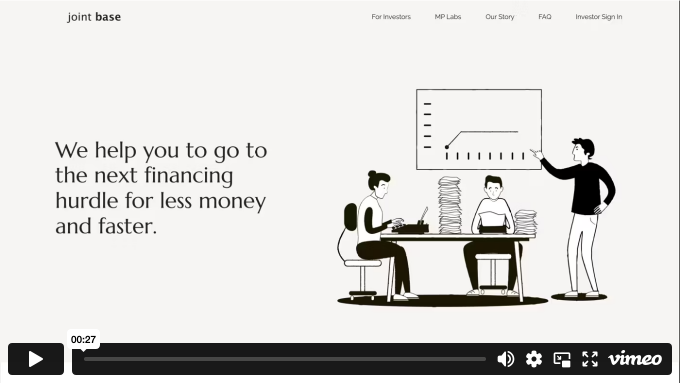 joint base
For Investors MP Labs Our Story FAQ Investor Sign In
We help you to go to
the next financing
hurdle for less money
and faster.
00:27
vimeo